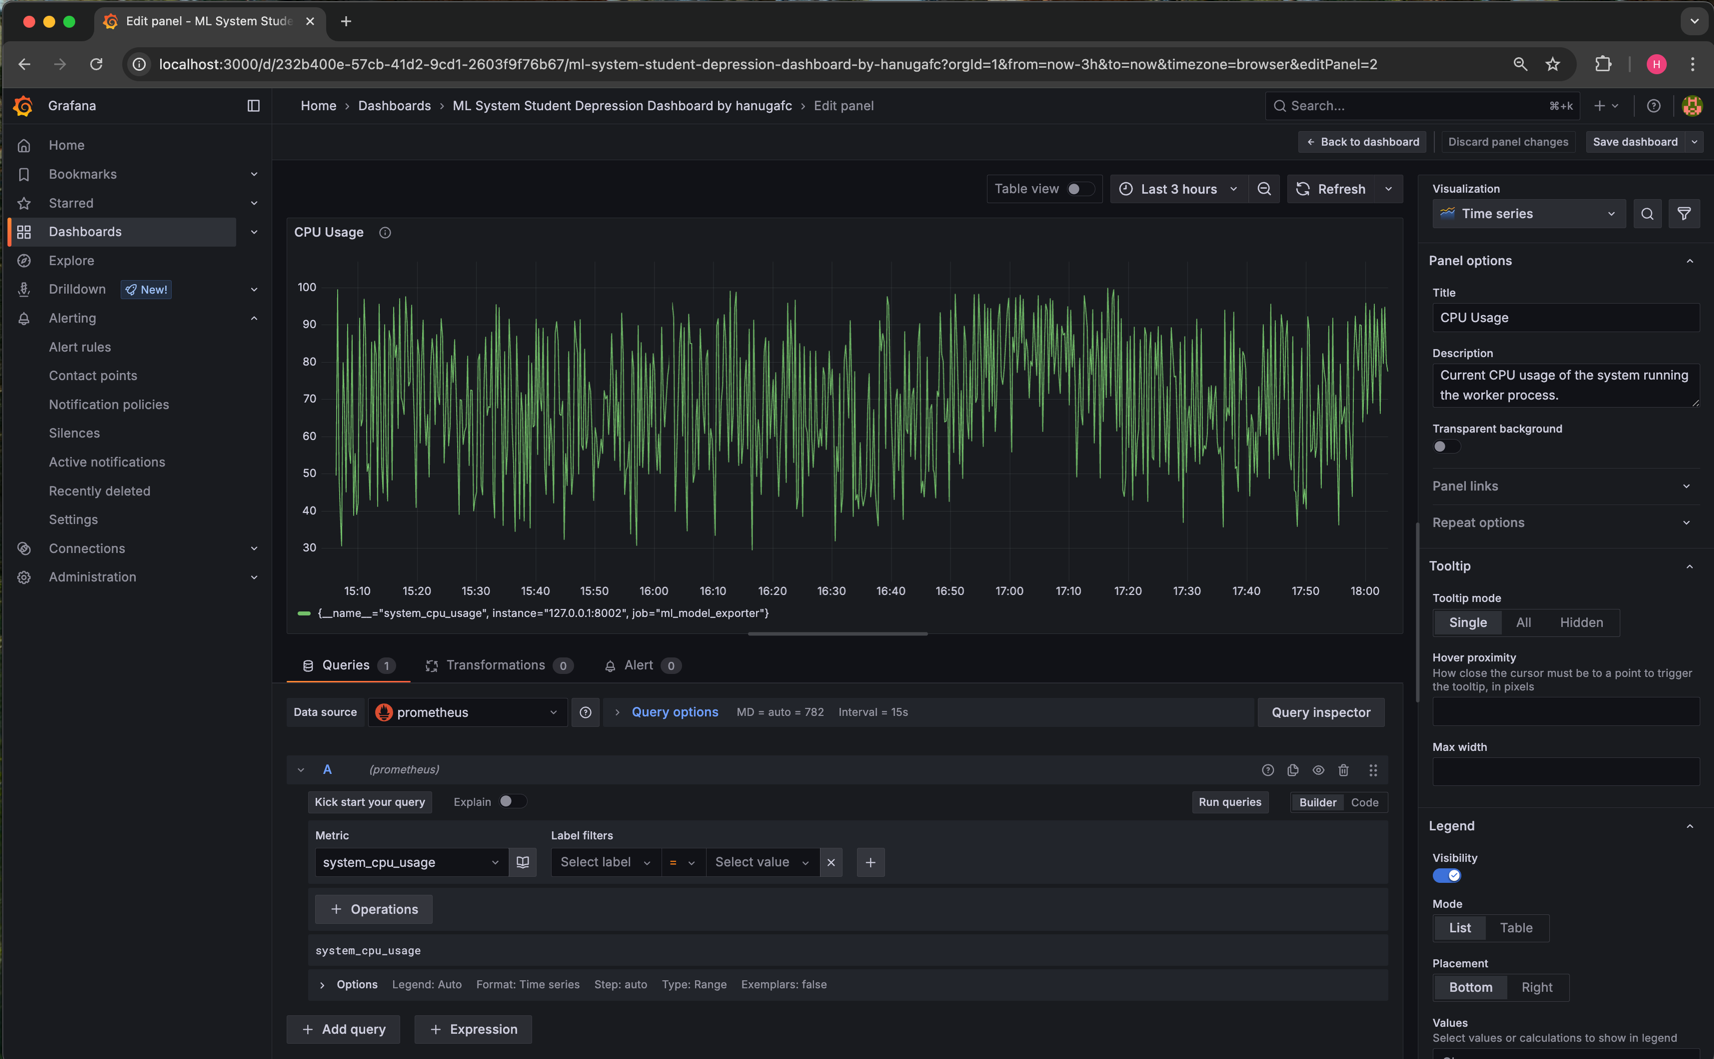 Edit panel - ML System Stude
localhost:3000/d/232b400e-57cb-41d2-9cd1-2603f9f76b67/ml-system-student-depression-dashboard-by-hanugafc?orgId=1&from=now-3h&to=now&timezone=browser&editPanel=2
H
Grafana
Home › Dashboards › ML System Student Depression Dashboard by hanugafc › Edit panel
Search...
⌘+k
Back to dashboard
Discard panel changes
Save dashboard
Home
Bookmarks
Starred
Dashboards
Explore
Drilldown
New!
Alerting
Alert rules
Contact points
Notification policies
Silences
Active notifications
Recently deleted
Settings
Connections
Administration
Table view
Last 3 hours
Refresh
CPU Usage
100
90
80
70
60
50
40
30
15:10 15:20 15:30 15:40 15:50 16:00 16:10 16:20 16:30 16:40 16:50 17:00 17:10 17:20 17:30 17:40 17:50 18:00
{__name__="system_cpu_usage", instance="127.0.0.1:8002", job="ml_model_exporter"}
Queries 1
Transformations 0
Alert 0
Data source
prometheus
Query options
MD = auto = 782
Interval = 15s
Query inspector
A
(prometheus)
Kick start your query
Explain
Run queries
Builder
Code
Metric
Label filters
system_cpu_usage
Select label
=
Select value
+ Operations
system_cpu_usage
Options
Legend: Auto
Format: Time series
Step: auto
Type: Range
Exemplars: false
+ Add query
+ Expression
Visualization
Time series
Panel options
Title
CPU Usage
Description
Current CPU usage of the system running
the worker process.
Transparent background
Panel links
Repeat options
Tooltip
Tooltip mode
Single
All
Hidden
Hover proximity
How close the cursor must be to a point to trigger
the tooltip, in pixels
Max width
Legend
Visibility
Mode
List
Table
Placement
Bottom
Right
Values
Select values or calculations to show in legend